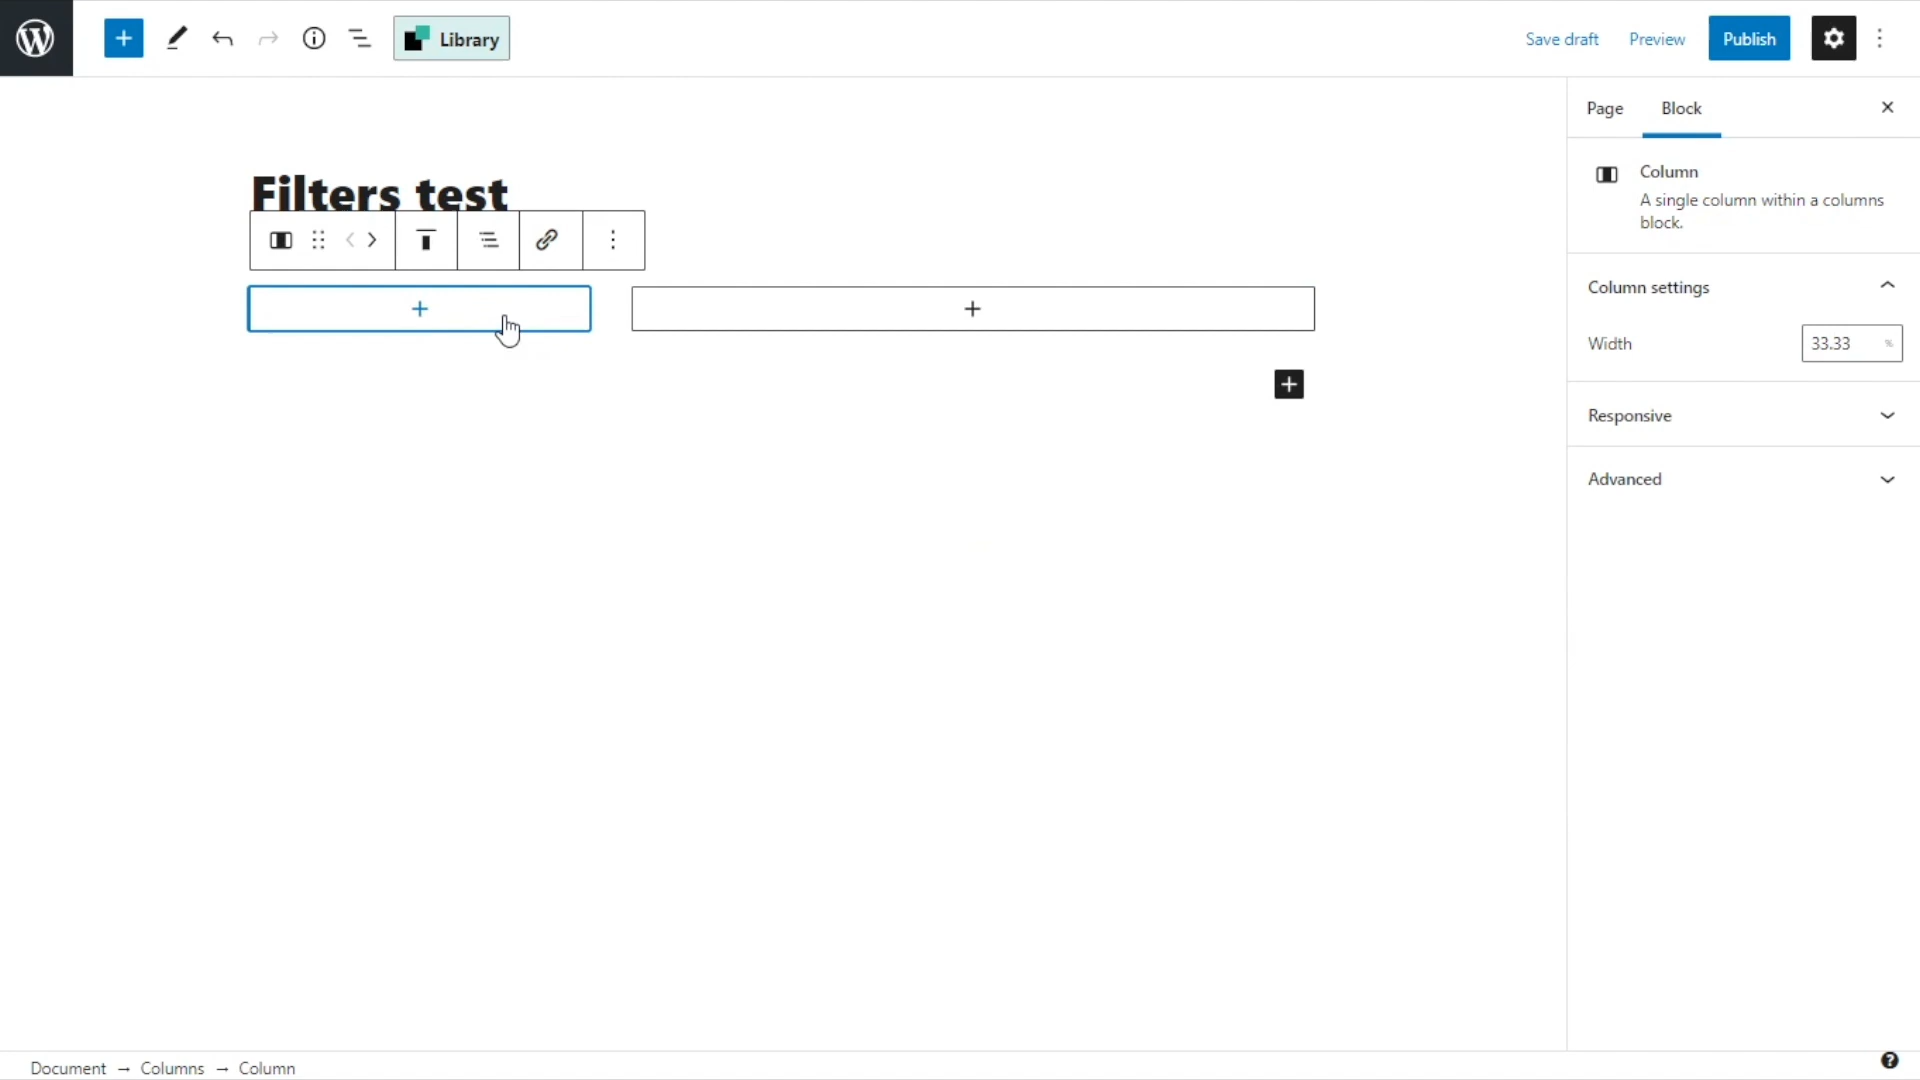 Library
Save draft
Preview
Publish
Page
Block
Filters test
Column
A single column within a columns
block.
Column settings
Width
33.33 %
Responsive
Advanced
Document → Columns → Column